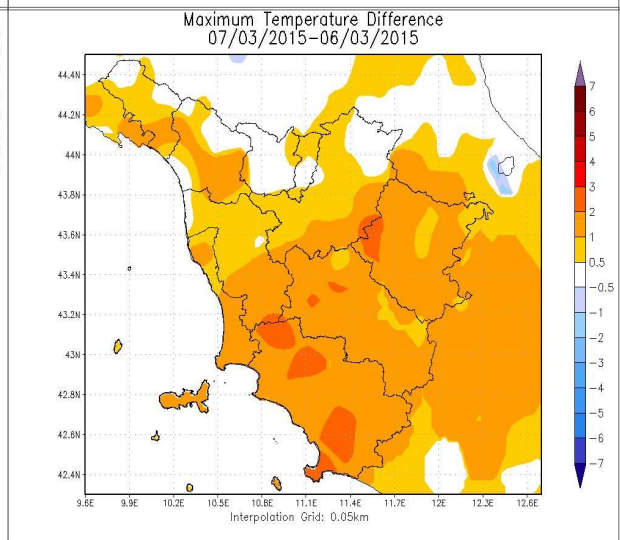 Maximum Temperature Difference
07/03/2015-06/03/2015
44.4N
44.2N
44N
43.8N
43.6N
43.4N
43.2N
43N
42.8N
42.6N
42.4N
9.6E 9.9E 10.2E 10.5E 10.8E 11.1E 11.4E 11.7E 12E 12.3E 12.6E
Interpolation Grid: 0.05km
7
6
5
4
3
2
1
0.5
-0.5
-1
-2
-3
-4
-5
-6
-7